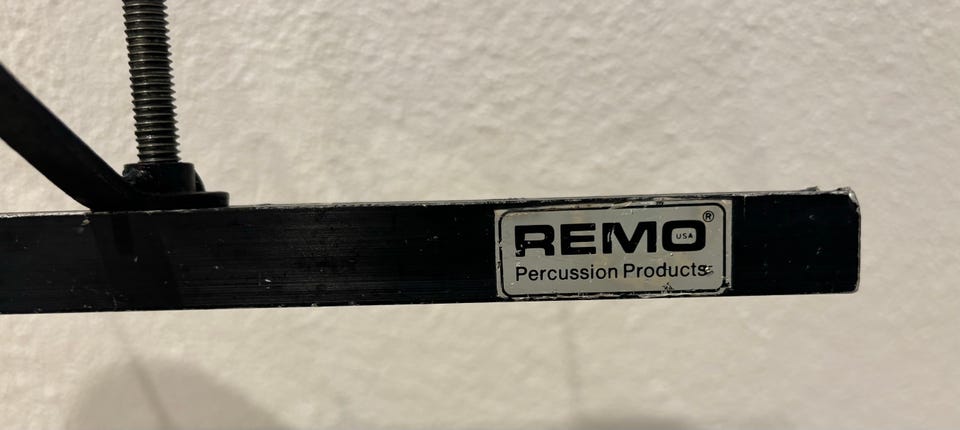 REMO USA ®
Percussion Products